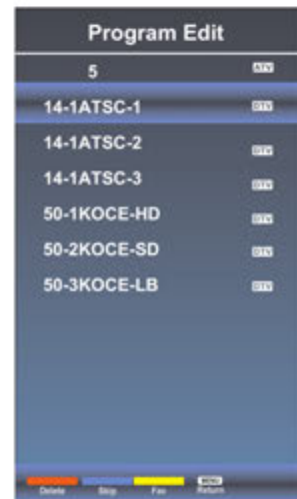 Program Edit
5 ATV
14-1ATSC-1 DTV
14-1ATSC-2 DTV
14-1ATSC-3 DTV
50-1KOCE-HD DTV
50-2KOCE-SD DTV
50-3KOCE-LB DTV
MENU
Delete Skip Fav Return